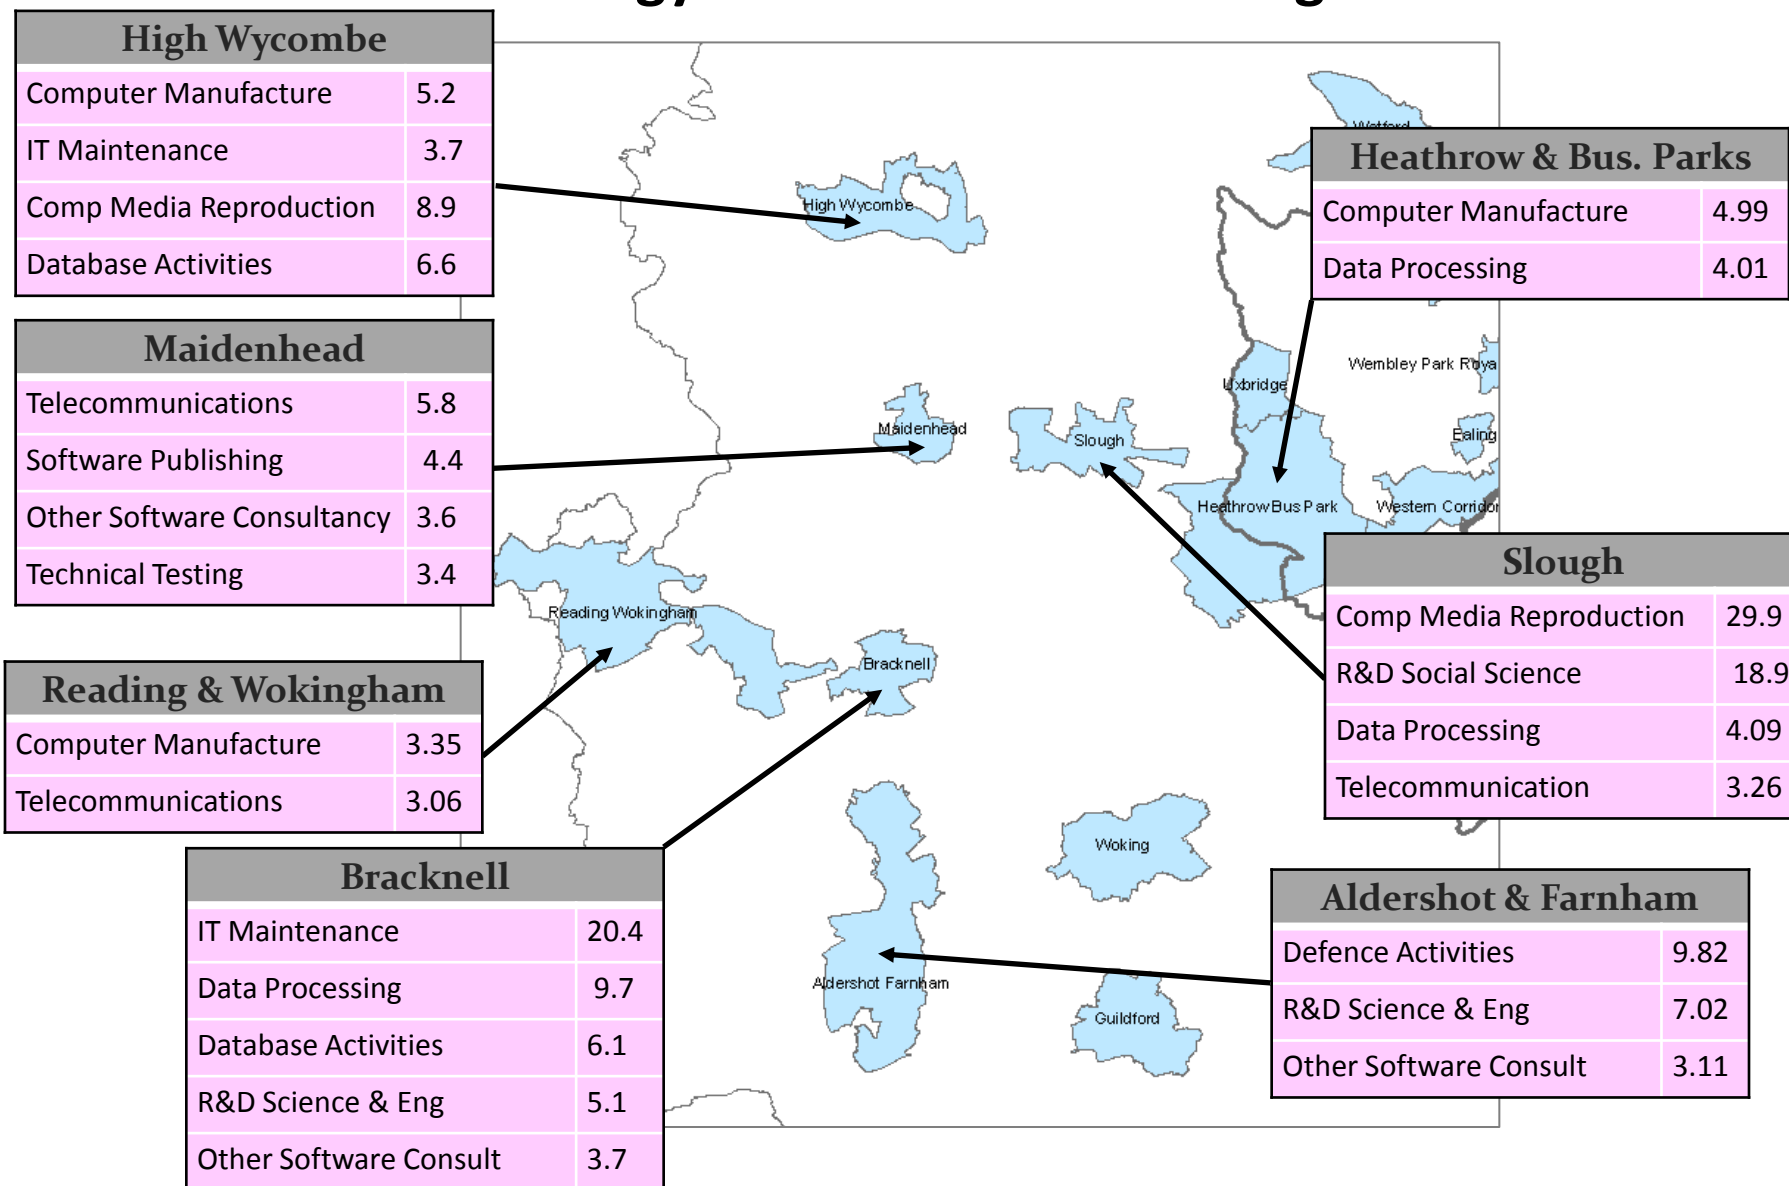 High Wycombe
Computer Manufacture 5.2
IT Maintenance 3.7
Comp Media Reproduction 8.9
Database Activities 6.6
Maidenhead
Telecommunications 5.8
Software Publishing 4.4
Other Software Consultancy 3.6
Technical Testing 3.4
Reading & Wokingham
Computer Manufacture 3.35
Telecommunications 3.06
Bracknell
IT Maintenance 20.4
Data Processing 9.7
Database Activities 6.1
R&D Science & Eng 5.1
Other Software Consult 3.7
Heathrow & Bus. Parks
Computer Manufacture 4.99
Data Processing 4.01
Slough
Comp Media Reproduction 29.9
R&D Social Science 18.9
Data Processing 4.09
Telecommunication 3.26
Aldershot & Farnham
Defence Activities 9.82
R&D Science & Eng 7.02
Other Software Consult 3.11
High Wycombe
Uxbridge
Wembley Park Roya
Maidenhead
Slough
Ealing
Heathrow Bus Park
Western Corridor
Reading Wokingham
Bracknell
Woking
Aldershot Farnham
Guildford